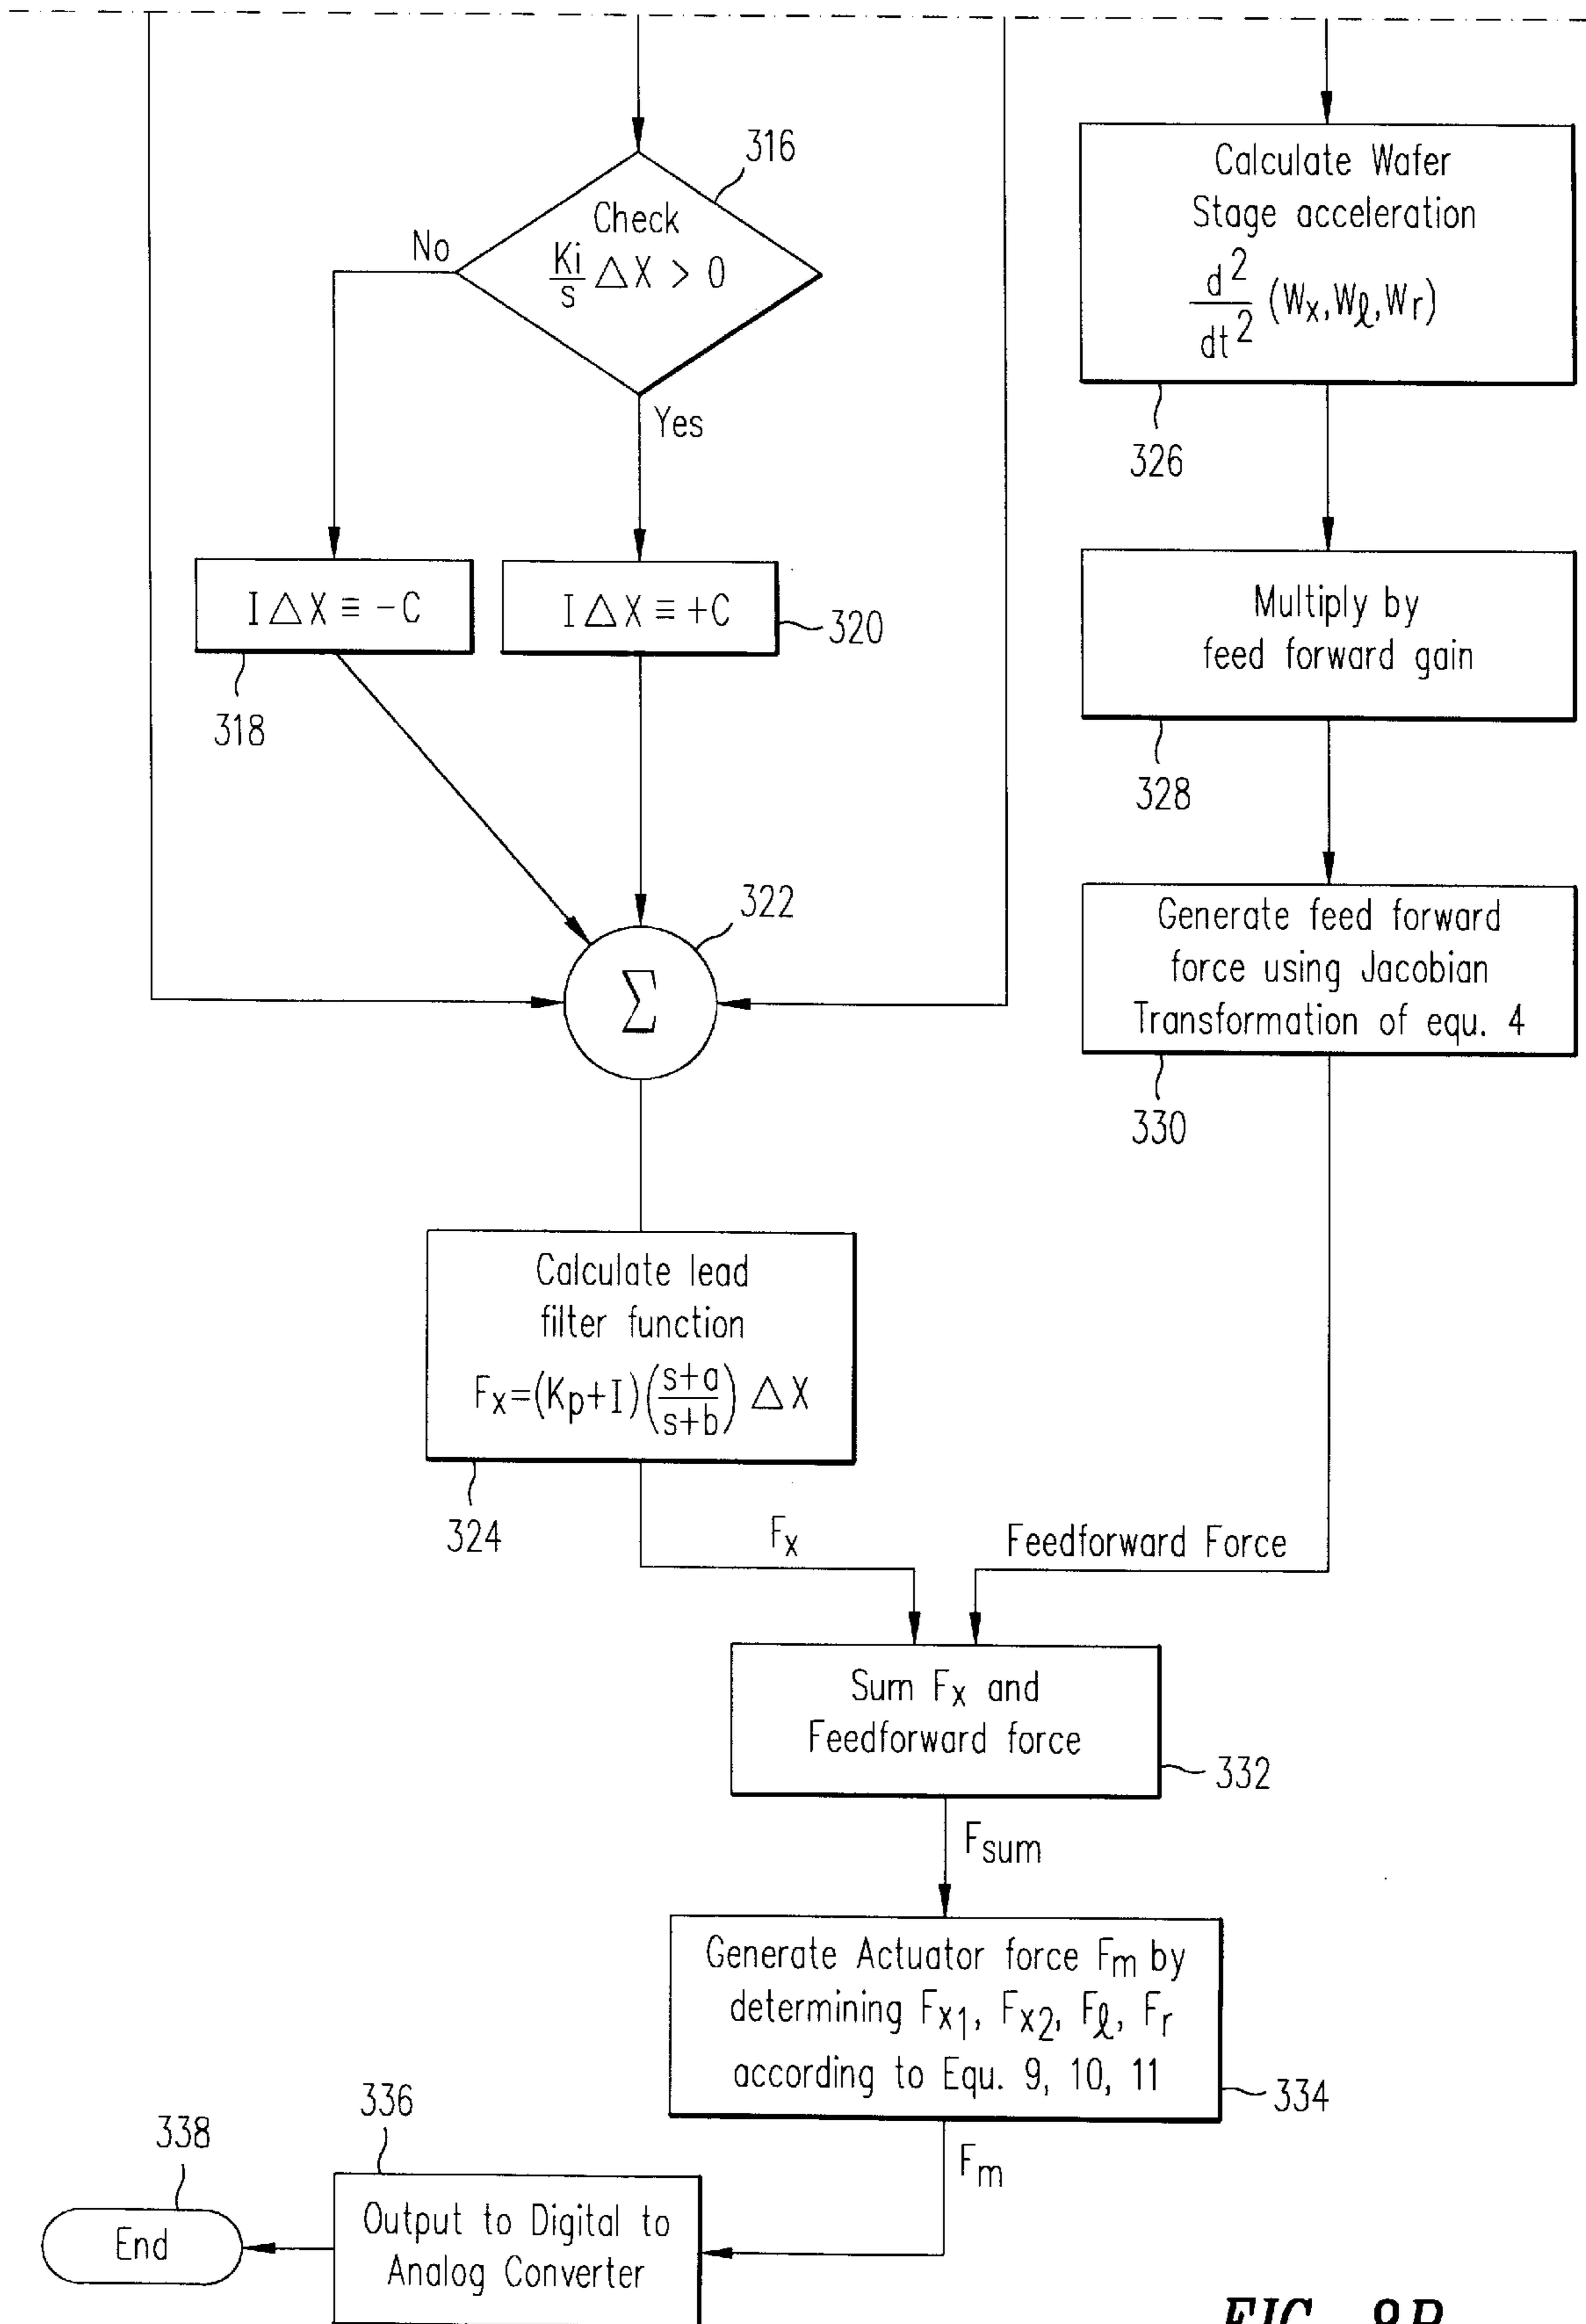 316
Check
Ki/s △X > 0
No
Yes
I△X ≡ -C
318
I△X ≡ +C
320
322
Σ
Calculate lead
filter function
Fx=(Kp+I)(s+a/s+b) △X
324
Fx
Calculate Wafer
Stage acceleration
d²/dt² (Wx,Wℓ,Wr)
326
Multiply by
feed forward gain
328
Generate feed forward
force using Jacobian
Transformation of equ. 4
330
Feedforward Force
Sum Fx and
Feedforward force
332
Fsum
Generate Actuator force Fm by
determining Fx1, Fx2, Fℓ, Fr
according to Equ. 9, 10, 11
334
Fm
336
Output to Digital to
Analog Converter
338
End
FIG. 8B